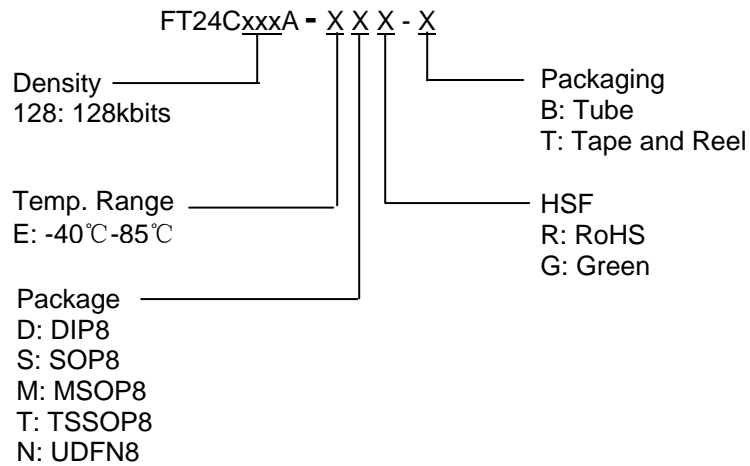 FT24CxxxA - X X X - X
Density
128: 128kbits
Packaging
B: Tube
T: Tape and Reel
Temp. Range
E: -40℃-85℃
HSF
R: RoHS
G: Green
Package
D: DIP8
S: SOP8
M: MSOP8
T: TSSOP8
N: UDFN8